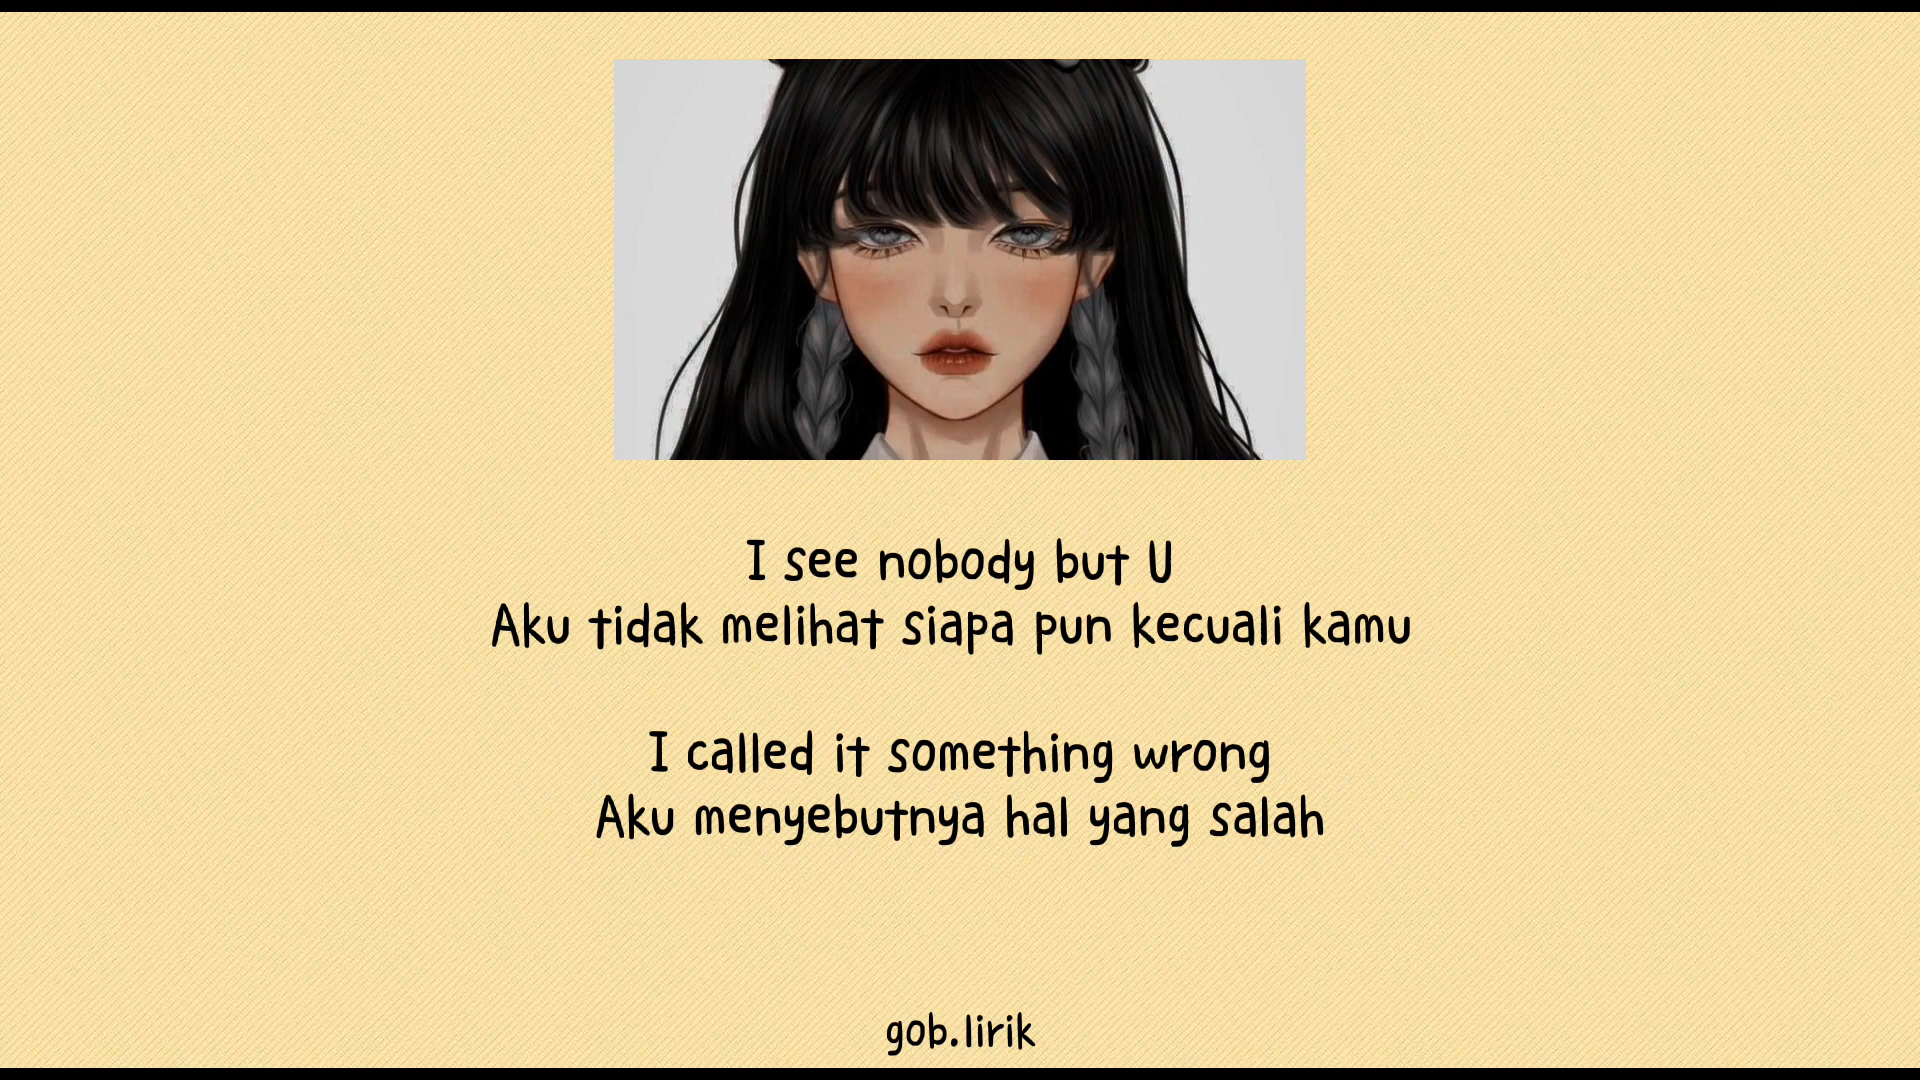 I see nobody but U
Aku tidak melihat siapa pun kecuali kamu
I called it something wrong
Aku menyebutnya hal yang salah
gob.lirik